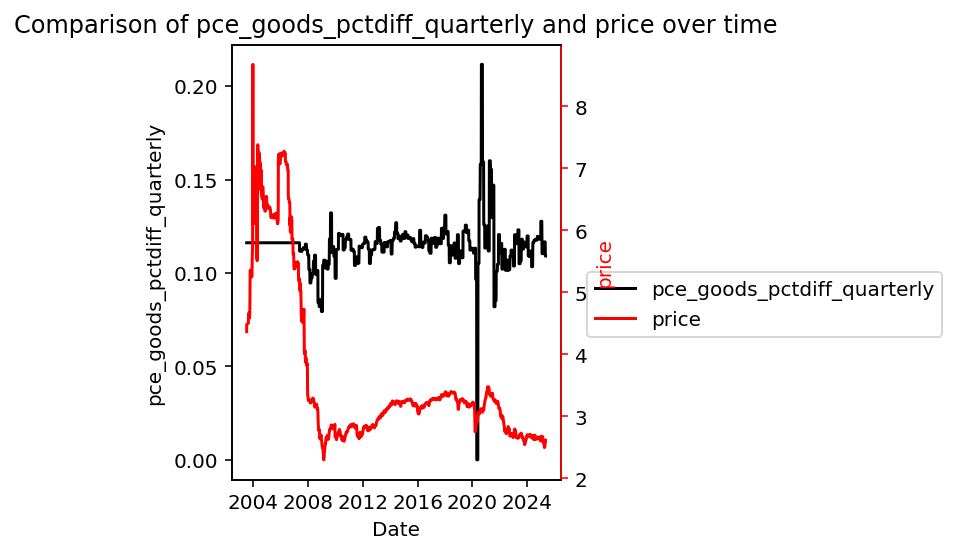 Comparison of pce_goods_pctdiff_quarterly and price over time
pce_goods_pctdiff_quarterly
0.20
0.15
0.10
0.05
0.00
8
7
6
5
4
3
2
price
pce_goods_pctdiff_quarterly
price
2004 2008 2012 2016 2020 2024
Date